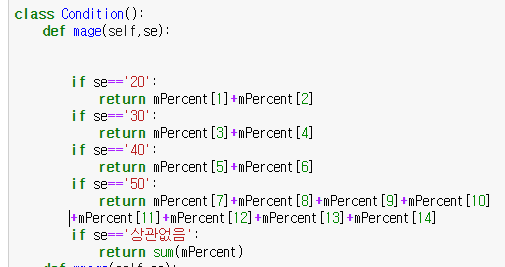 class Condition():
    def mage(self,se):
        if se=='20':
            return mPercent[1]+mPercent[2]
        if se=='30':
            return mPercent[3]+mPercent[4]
        if se=='40':
            return mPercent[5]+mPercent[6]
        if se=='50':
            return mPercent[7]+mPercent[8]+mPercent[9]+mPercent[10]
        +mPercent[11]+mPercent[12]+mPercent[13]+mPercent[14]
        if se=='상관없음':
            return sum(mPercent)